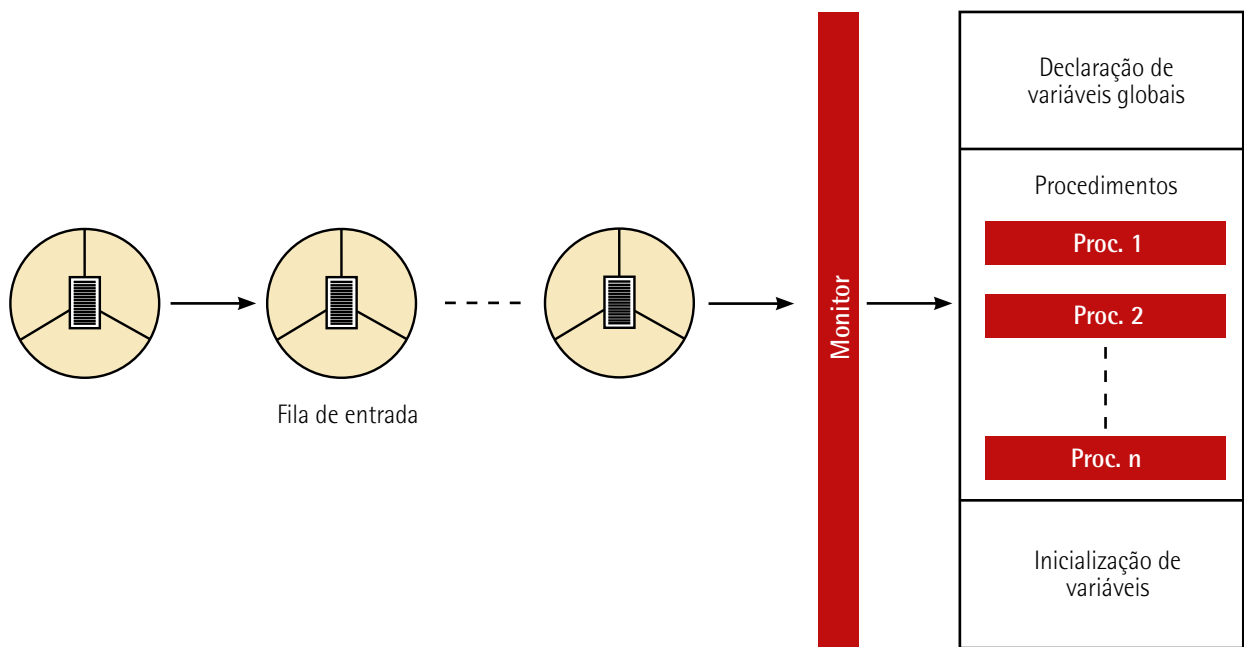 Fila de entrada
Monitor
Declaração de
variáveis globais
Procedimentos
Proc. 1
Proc. 2
Proc. n
Inicialização de
variáveis